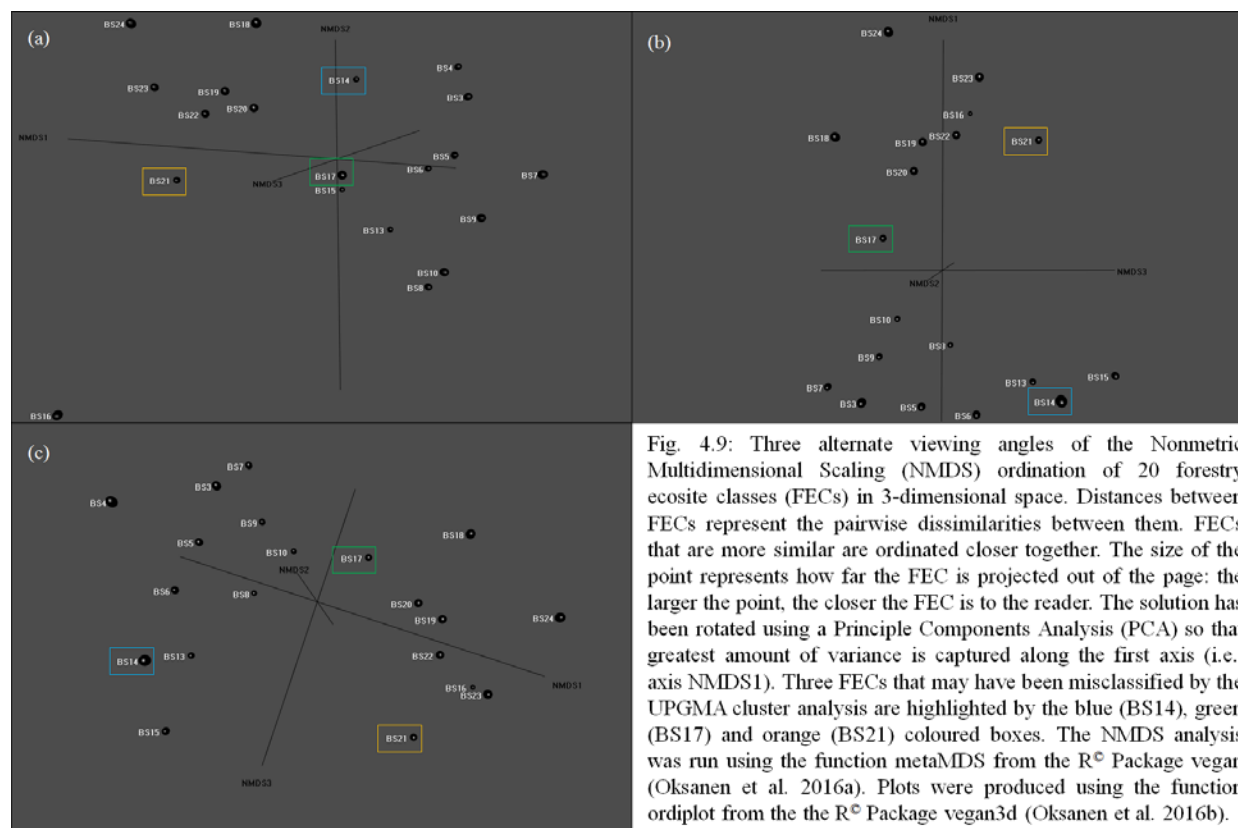 (a)
BS24
BS18
NMDS2
BS14
BS4
BS23
BS19
BS3
BS22
BS20
NMDS1
BS5
BS6
BS7
BS21
NMDS3
BS17
BS15
BS9
BS13
BS10
BS8
BS16
(b)
NMDS1
BS24
BS23
BS16
BS18
BS19
BS22
BS21
BS20
BS17
NMDS3
NMDS2
BS10
BS8
BS9
BS7
BS13
BS15
BS3
BS5
BS14
BS6
(c)
BS7
BS3
BS4
BS9
BS18
BS5
BS10
BS17
NMDS2
BS6
BS8
BS20
BS19
BS24
BS14
BS13
BS22
NMDS1
BS16
BS23
BS15
BS21
NMDS3
Fig. 4.9: Three alternate viewing angles of the Nonmetric
Multidimensional Scaling (NMDS) ordination of 20 forestry
ecosite classes (FECs) in 3-dimensional space. Distances between
FECs represent the pairwise dissimilarities between them. FECs
that are more similar are ordinated closer together. The size of the
point represents how far the FEC is projected out of the page: the
larger the point, the closer the FEC is to the reader. The solution has
been rotated using a Principle Components Analysis (PCA) so that
greatest amount of variance is captured along the first axis (i.e.
axis NMDS1). Three FECs that may have been misclassified by the
UPGMA cluster analysis are highlighted by the blue (BS14), green
(BS17) and orange (BS21) coloured boxes. The NMDS analysis
was run using the function metaMDS from the R© Package vegan
(Oksanen et al. 2016a). Plots were produced using the function
ordiplot from the the R© Package vegan3d (Oksanen et al. 2016b).